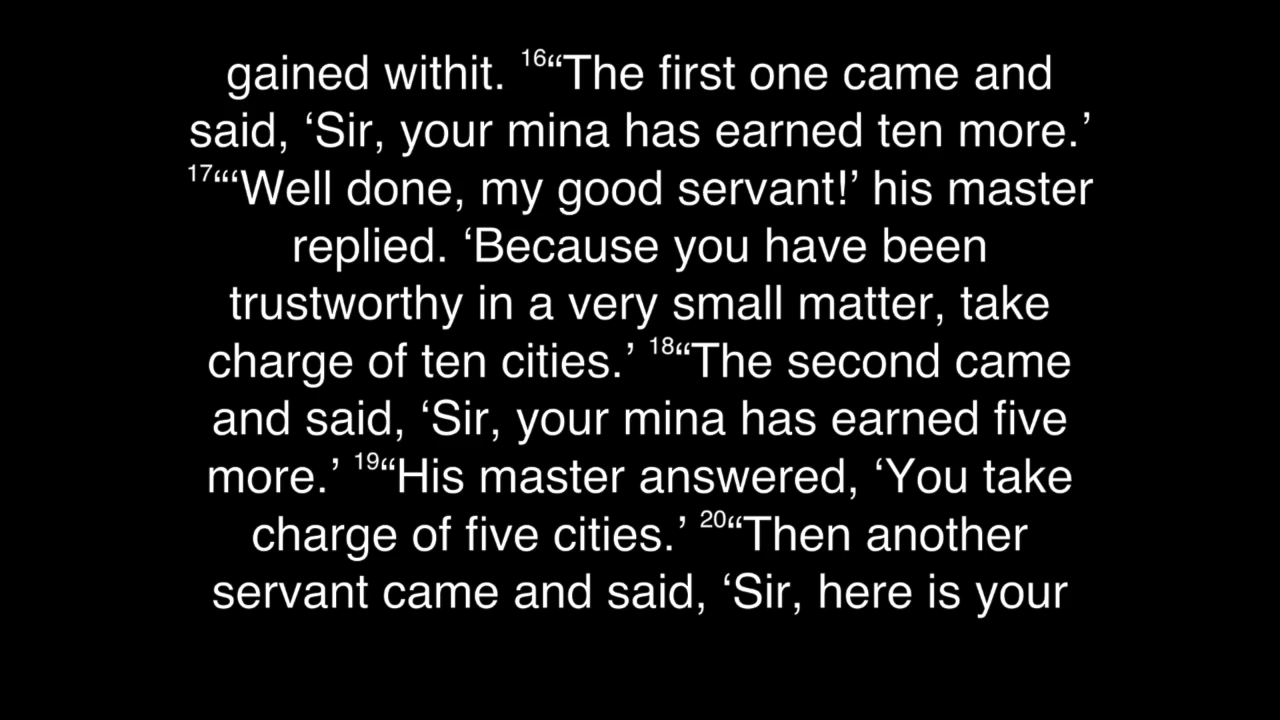 gained withit. 16“The first one came and
said, ‘Sir, your mina has earned ten more.’
17“‘Well done, my good servant!’ his master
replied. ‘Because you have been
trustworthy in a very small matter, take
charge of ten cities.’ 18“The second came
and said, ‘Sir, your mina has earned five
more.’ 19“His master answered, ‘You take
charge of five cities.’ 20“Then another
servant came and said, ‘Sir, here is your